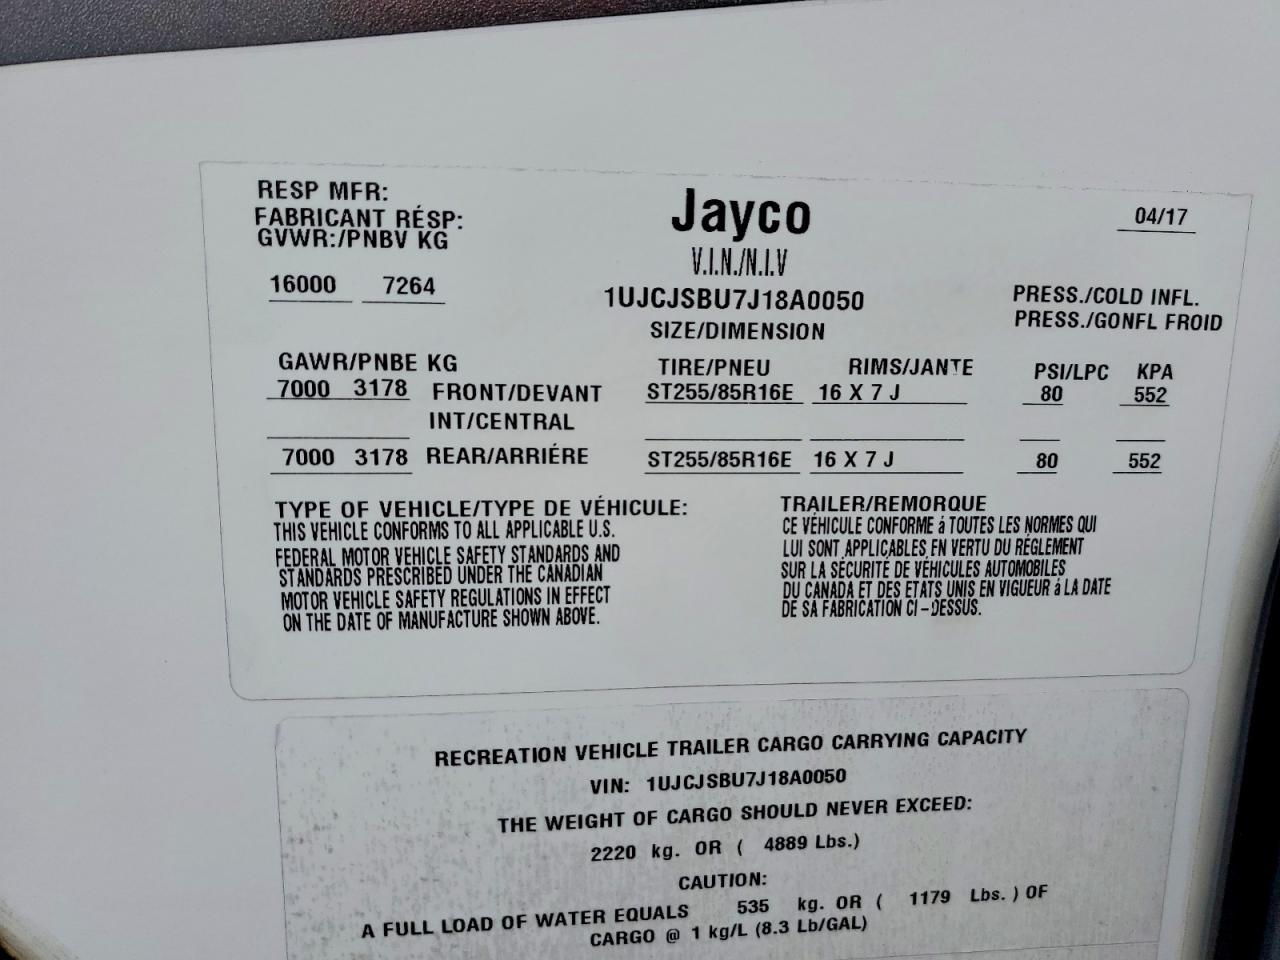 RESP MFR:
FABRICANT RÉSP:
GVWR:/PNBV KG
Jayco
04/17
V.I.N./N.I.V
16000 7264
1UJCJSBU7J18A0050
PRESS./COLD INFL.
PRESS./GONFL FROID
SIZE/DIMENSION
GAWR/PNBE KG TIRE/PNEU RIMS/JANTE PSI/LPC KPA
7000 3178 FRONT/DEVANT ST255/85R16E 16 X 7 J 80 552
INT/CENTRAL
7000 3178 REAR/ARRIÉRE ST255/85R16E 16 X 7 J 80 552
TYPE OF VEHICLE/TYPE DE VÉHICULE: TRAILER/REMORQUE
THIS VEHICLE CONFORMS TO ALL APPLICABLE U.S.
FEDERAL MOTOR VEHICLE SAFETY STANDARDS AND
STANDARDS PRESCRIBED UNDER THE CANADIAN
MOTOR VEHICLE SAFETY REGULATIONS IN EFFECT
ON THE DATE OF MANUFACTURE SHOWN ABOVE.
CE VÉHICULE CONFORME á TOUTES LES NORMES QUI
LUI SONT APPLICABLES EN VERTU DU RÉGLEMENT
SUR LA SÉCURITÉ DE VÉHICULES AUTOMOBILES
DU CANADA ET DES ETATS UNIS EN VIGUEUR á LA DATE
DE SA FABRICATION CI-DESSUS.
RECREATION VEHICLE TRAILER CARGO CARRYING CAPACITY
VIN: 1UJCJSBU7J18A0050
THE WEIGHT OF CARGO SHOULD NEVER EXCEED:
2220 kg. OR ( 4889 Lbs.)
CAUTION:
A FULL LOAD OF WATER EQUALS 535 kg. OR ( 1179 Lbs. ) OF
CARGO @ 1 kg/L (8.3 Lb/GAL)